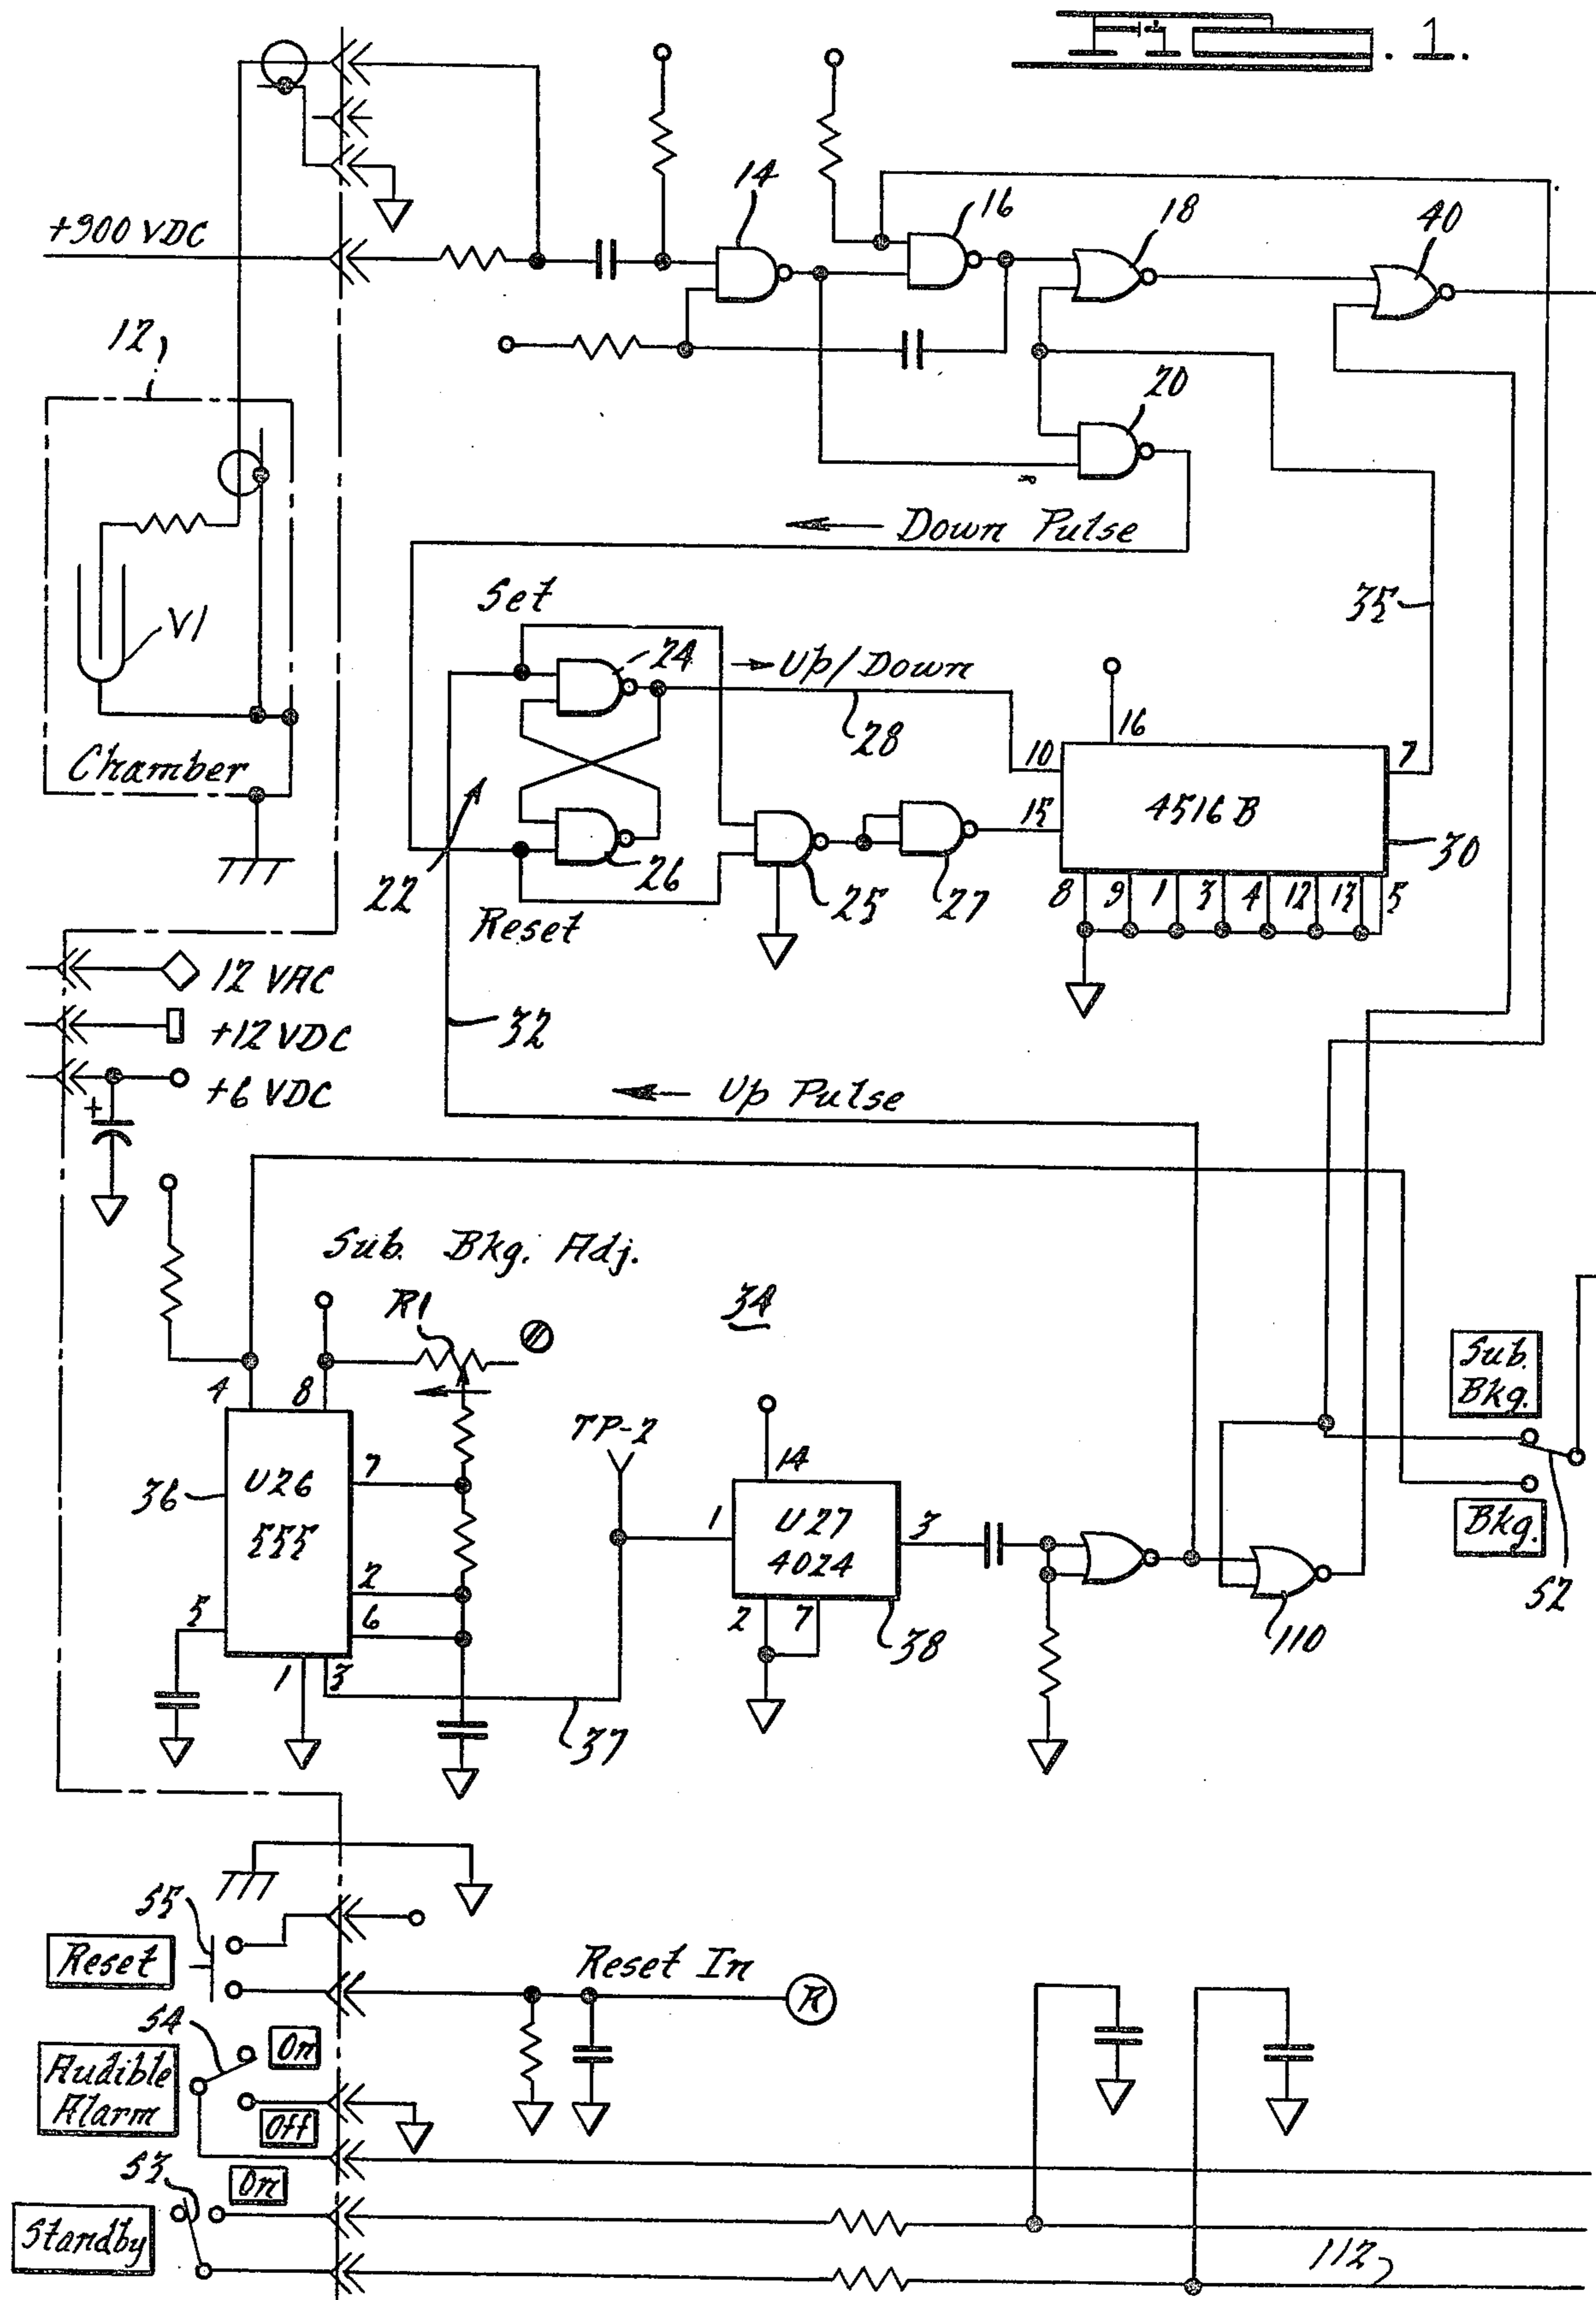 Fig. 1.
+900 VDC
14
16
18
40
12
20
Down Pulse
V1
Set
24
Up/Down
28
35
16
10
7
Chamber
4516 B
15
30
22
26
25
27
8 9 1 3 4 12 13 5
Reset
12 VAC
+12 VDC
32
+6 VDC
+
Up Pulse
Sub. Bkg. Adj.
R1
34
Sub.
Bkg.
4
8
TP-2
14
7
36
U26
555
1
U27
4024
3
Bkg.
S2
2
5
6
2
7
38
110
1
3
37
S5
Reset
Reset In
R
S4
On
Audible
Alarm
Off
S3
On
Standby
112